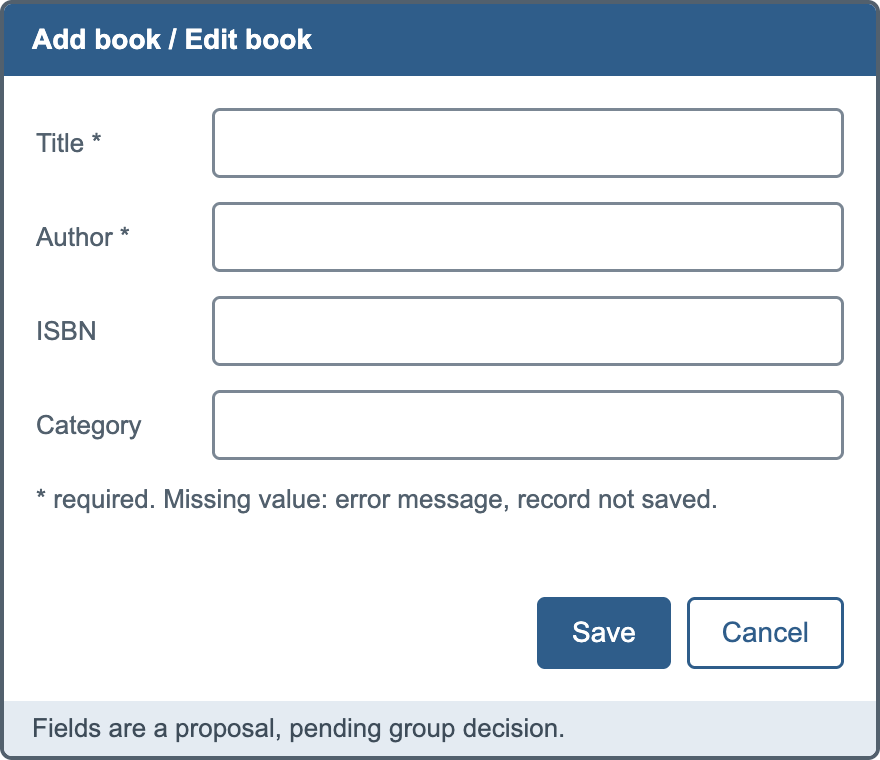 Add book / Edit book
Title *
Author *
ISBN
Category
* required. Missing value: error message, record not saved.
Save
Cancel
Fields are a proposal, pending group decision.